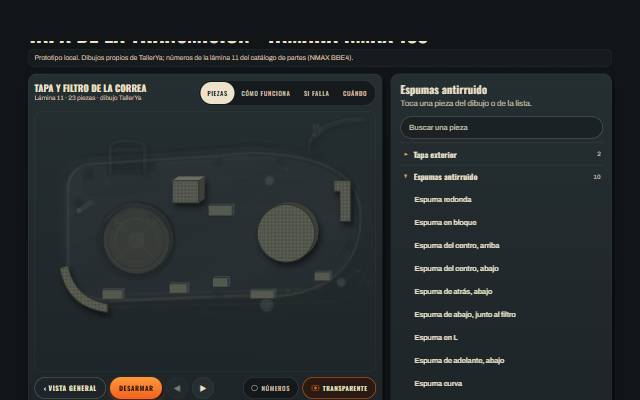 Prototipo local. Dibujos propios de TallerYa; números de la lámina 11 del catálogo de partes (NMAX BBE4).
TAPA Y FILTRO DE LA CORREA
Lámina 11 · 23 piezas · dibujo TallerYa
PIEZAS
CÓMO FUNCIONA
SI FALLA
CUÁNDO
‹ VISTA GENERAL
DESARMAR
NÚMEROS
TRANSPARENTE
Espumas antirruido
Toca una pieza del dibujo o de la lista.
Buscar una pieza
Tapa exterior 2
Espumas antirruido 10
Espuma redonda
Espuma en bloque
Espuma del centro, arriba
Espuma del centro, abajo
Espuma de atrás, abajo
Espuma de abajo, junto al filtro
Espuma en L
Espuma de adelante, abajo
Espuma curva